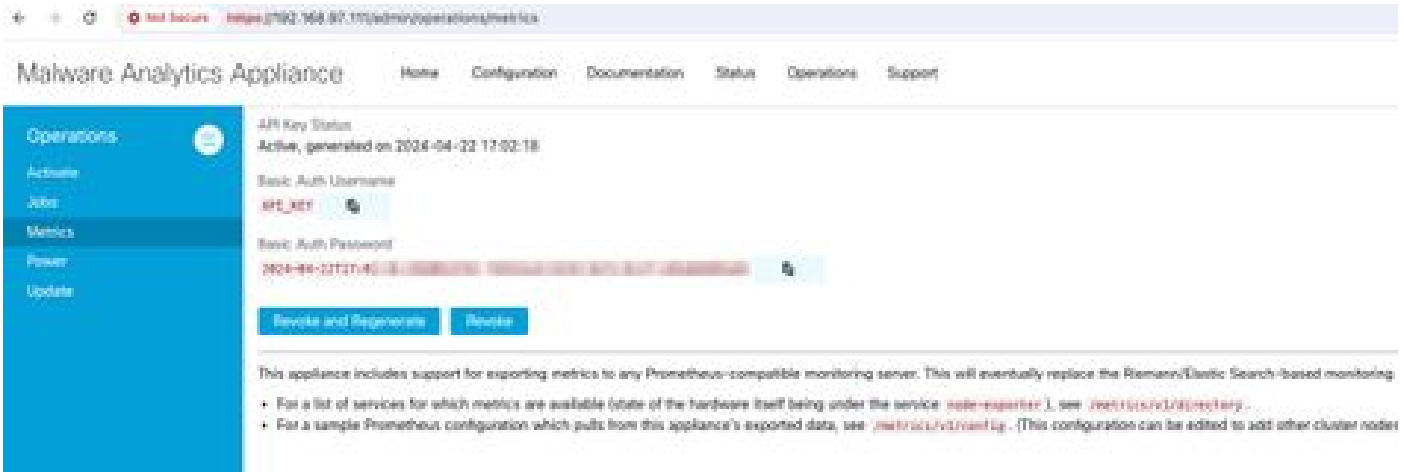 Not Secure https://192.168.97.111/admin/operations/metrics
Malware Analytics Appliance Home Configuration Documentation Status Operations Support
Operations
Activate
Jobs
Metrics
Power
Update
API Key Status
Active, generated on 2024-04-22 17:02:18
Basic Auth Username
API_KEY
Basic Auth Password
2024-04-22T17:0
Revoke and Regenerate Revoke
This appliance includes support for exporting metrics to any Prometheus-compatible monitoring server. This will eventually replace the Riemann/Elastic Search-based monitoring
• For a list of services for which metrics are available (state of the hardware itself being under the service node-exporter), see /metrics/v1/directory.
• For a sample Prometheus configuration which pulls from this appliance's exported data, see /metrics/v1/config. (This configuration can be edited to add other cluster nodes